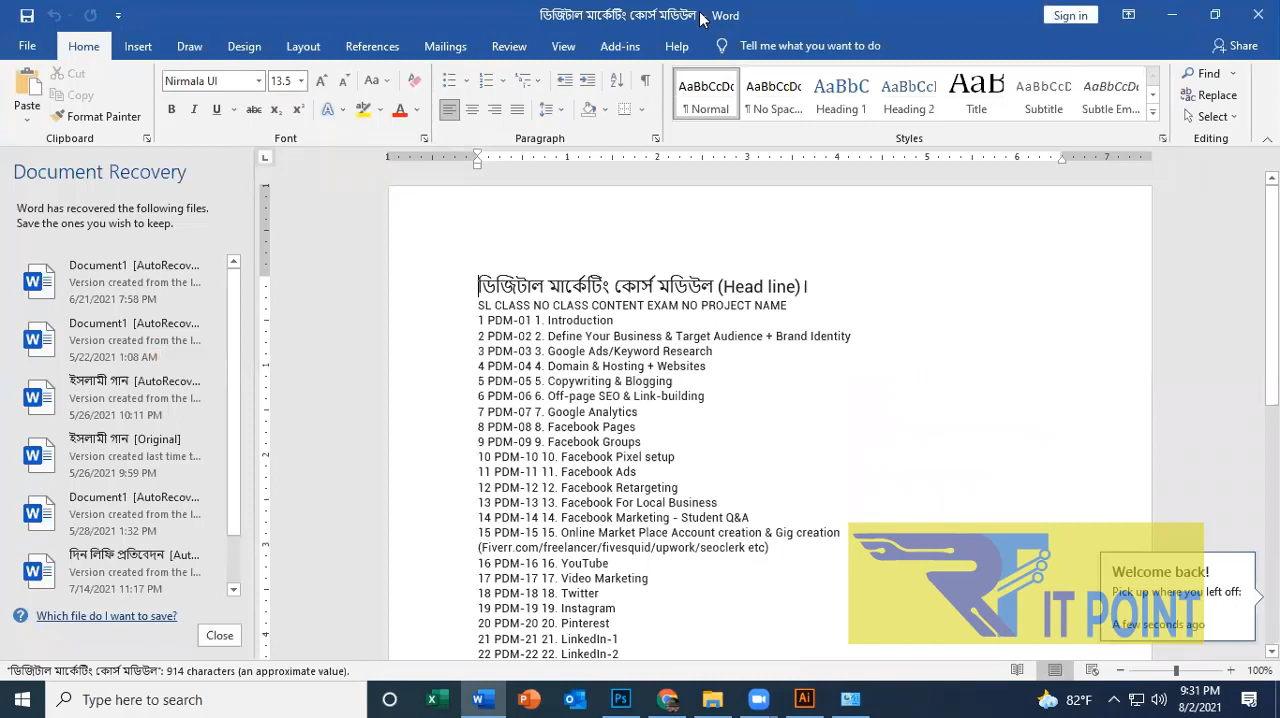 ডিজিটাল মার্কেটিং কোর্স মডিউল - Word
Sign in
File Home Insert Draw Design Layout References Mailings Review View Add-ins Help Tell me what you want to do Share
Paste
Cut
Copy
Format Painter
Clipboard
Nirmala UI 13.5
Font
Paragraph
AaBbCcDc AaBbCcDc AaBbC AaBbCcl AaB AaBbCcDc AaBbCcDc
¶ Normal ¶ No Spac... Heading 1 Heading 2 Title Subtitle Subtle Em...
Styles
Find
Replace
Select
Editing
1 1 2 3 4 5 6 7
Document Recovery
Word has recovered the following files.
Save the ones you wish to keep.
Document1 [AutoRecov...
Version created from the l...
6/21/2021 7:58 PM
Document1 [AutoRecov...
Version created from the l...
5/22/2021 1:08 AM
ইসলামী গান [AutoRecov...
Version created from the l...
5/26/2021 10:11 PM
ইসলামী গান [Original]
Version created last time t...
5/26/2021 9:59 PM
Document1 [AutoRecov...
Version created from the l...
5/28/2021 1:32 PM
দিন লিফি প্রতিবেদন [Aut...
Version created from the l...
7/14/2021 11:17 PM
Which file do I want to save?
Close
ডিজিটাল মার্কেটিং কোর্স মডিউল (Head line)।
SL CLASS NO CLASS CONTENT EXAM NO PROJECT NAME
1 PDM-01 1. Introduction
2 PDM-02 2. Define Your Business & Target Audience + Brand Identity
3 PDM-03 3. Google Ads/Keyword Research
4 PDM-04 4. Domain & Hosting + Websites
5 PDM-05 5. Copywriting & Blogging
6 PDM-06 6. Off-page SEO & Link-building
7 PDM-07 7. Google Analytics
8 PDM-08 8. Facebook Pages
9 PDM-09 9. Facebook Groups
10 PDM-10 10. Facebook Pixel setup
11 PDM-11 11. Facebook Ads
12 PDM-12 12. Facebook Retargeting
13 PDM-13 13. Facebook For Local Business
14 PDM-14 14. Facebook Marketing - Student Q&A
15 PDM-15 15. Online Market Place Account creation & Gig creation
(Fiverr.com/freelancer/fivesquid/upwork/seoclerk etc)
16 PDM-16 16. YouTube
17 PDM-17 17. Video Marketing
18 PDM-18 18. Twitter
19 PDM-19 19. Instagram
20 PDM-20 20. Pinterest
21 PDM-21 21. LinkedIn-1
22 PDM-22 22. LinkedIn-2
Welcome back!
Pick up where you left off:
A few seconds ago
RT IT POINT
"ডিজিটাল মার্কেটিং কোর্স মডিউল": 914 characters (an approximate value).
100%
Type here to search
82°F
9:31 PM
8/2/2021